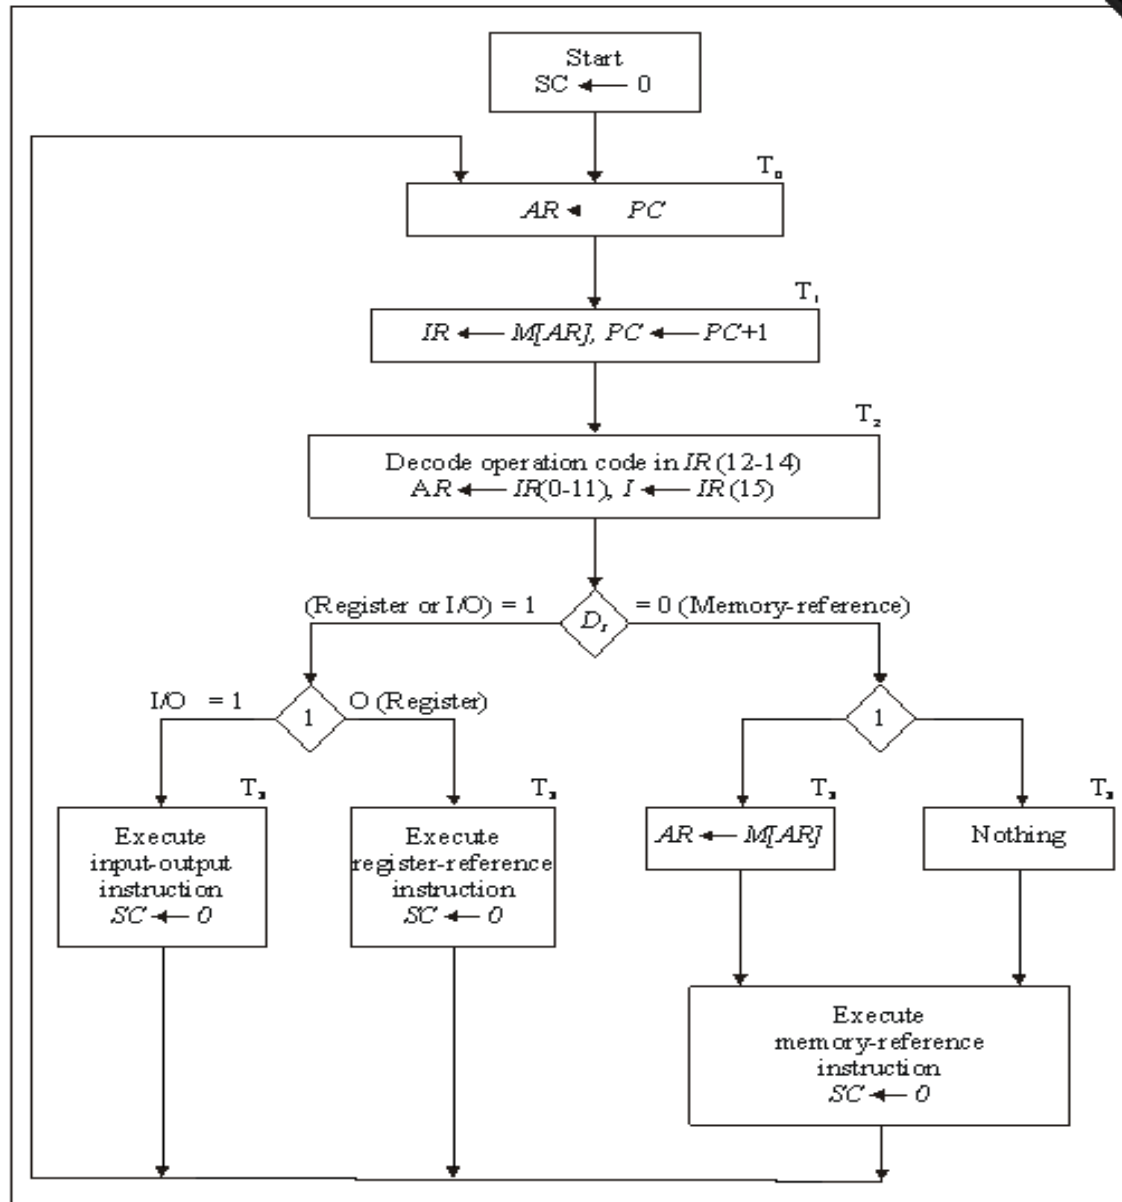 Start
SC ← 0
T₀
AR ← PC
T₁
IR ← M[AR], PC ← PC+1
T₂
Decode operation code in IR (12-14)
AR ← IR(0-11), I ← IR (15)
(Register or I/O) = 1
= 0 (Memory-reference)
I/O = 1
1
O (Register)
1
T₃
T₃
T₃
T₃
Execute
input-output
instruction
SC ← 0
Execute
register-reference
instruction
SC ← 0
AR ← M[AR]
Nothing
Execute
memory-reference
instruction
SC ← 0